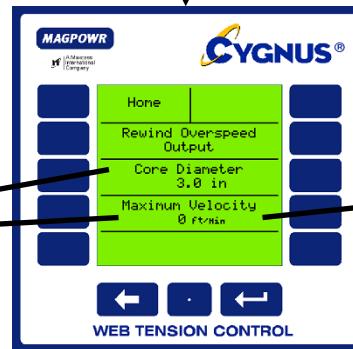 MAGPOWR
A Maxcess
International
Company
CYGNUS®
Home
Rewind Overspeed
Output
Core Diameter
3.0 in
Maximum Velocity
0 ft/min
WEB TENSION CONTROL